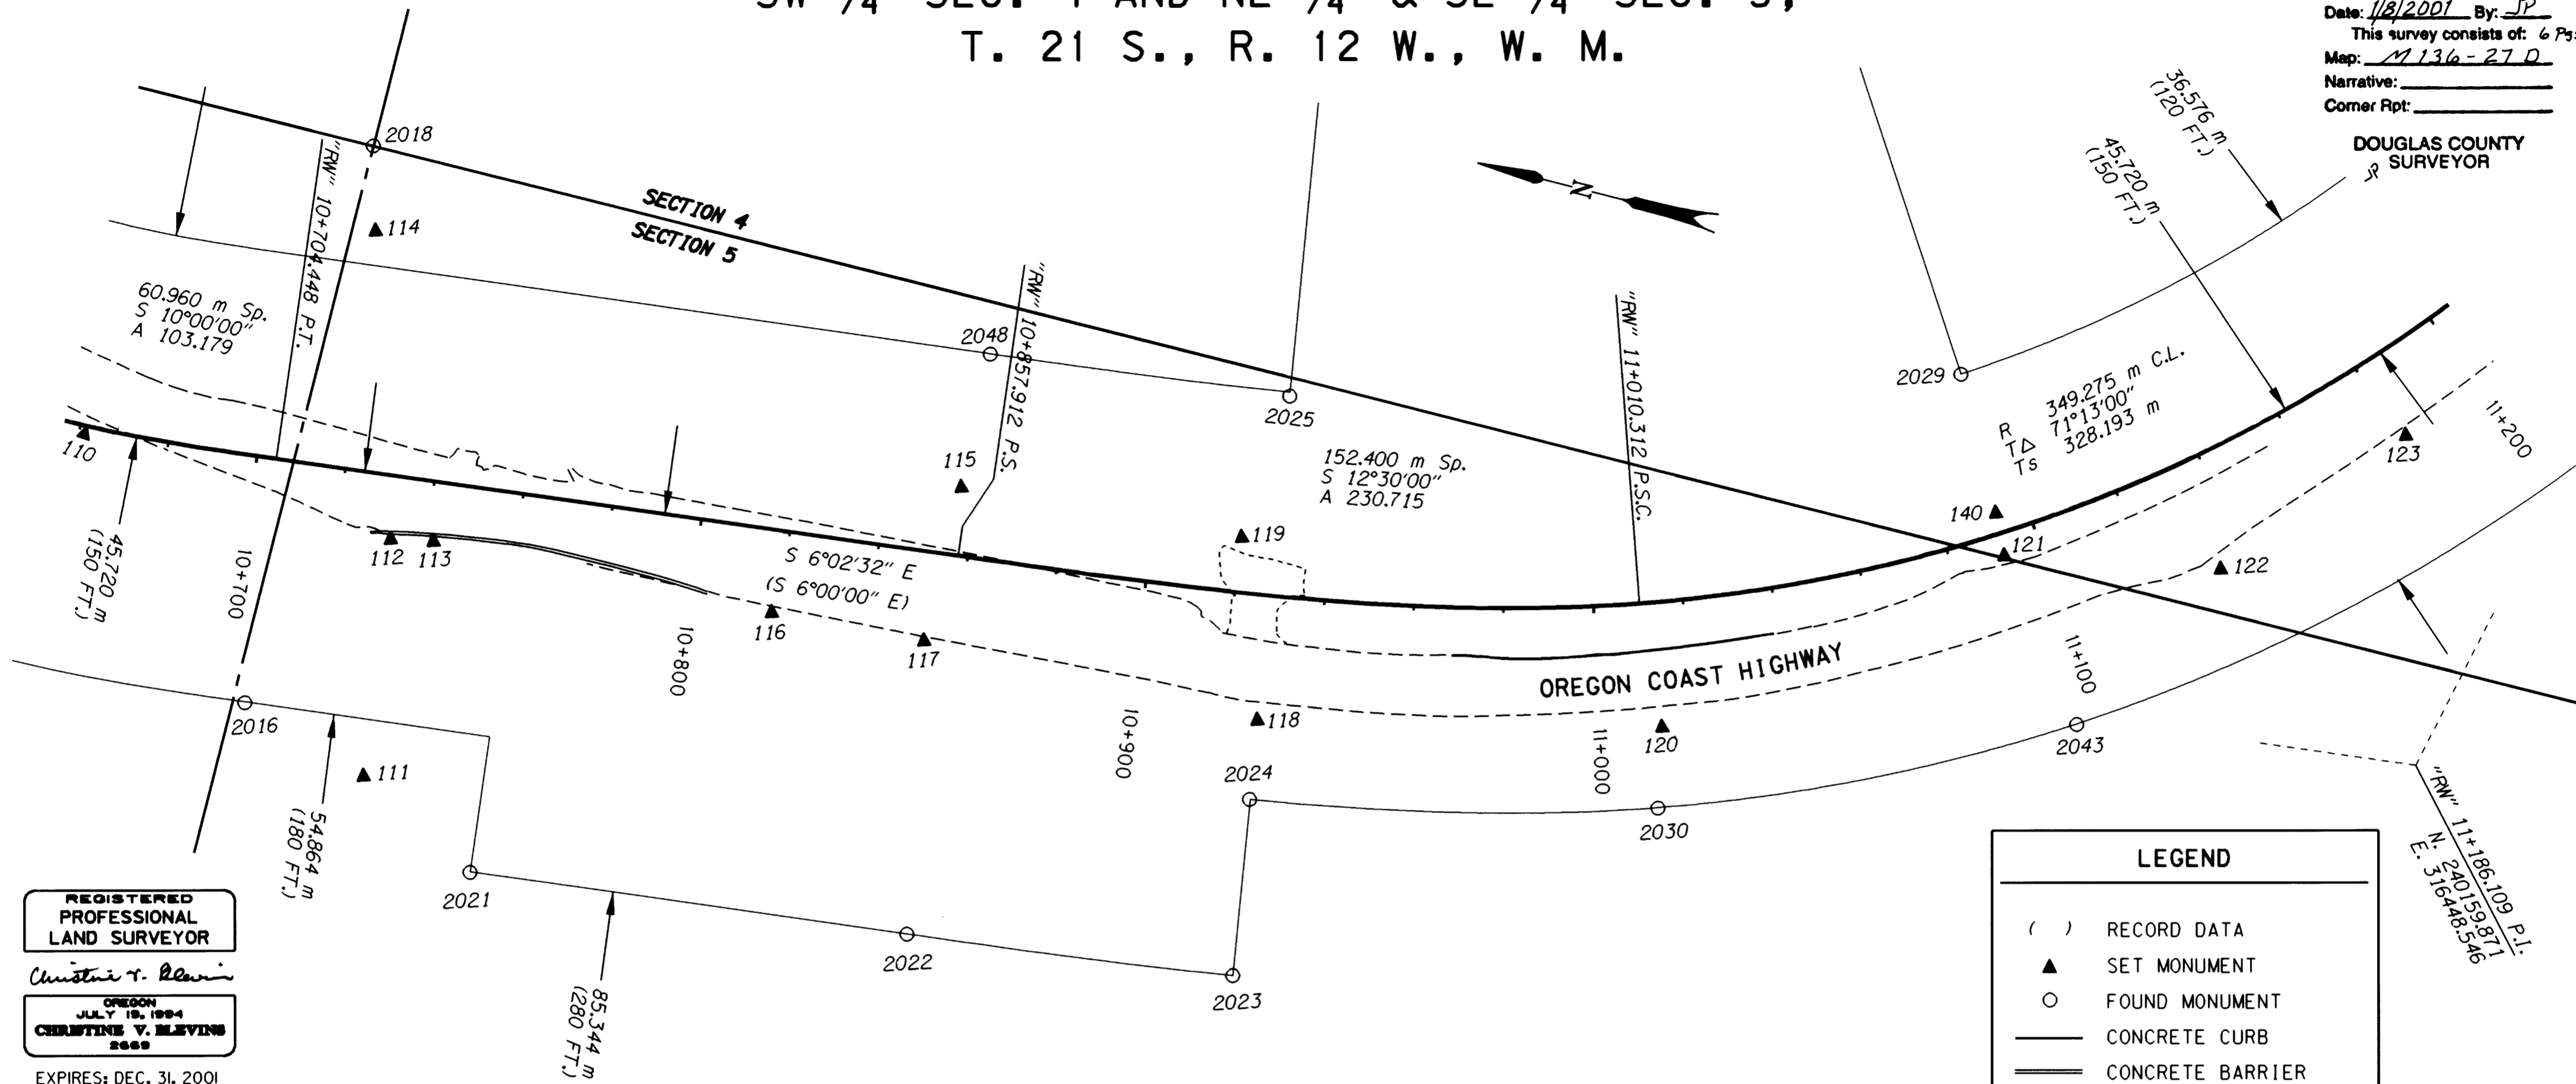 T. 21 S., R. 12 W., W. M.
Date: 1/8/2001 By: JP
This survey consists of: 6 Pgs
Map: M 136-27 D
Narrative:
Corner Rpt:
DOUGLAS COUNTY
SURVEYOR
JP
36.576 m
(120 FT.)
45.720 m
(150 FT.)
2018
"RW" 10+704.448 P.T.
114
SECTION 4
SECTION 5
N
60.960 m Sp.
S 10°00'00"
A 103.179
2048
"RW" 10+857.912 P.S.
2025
"RW" 11+010.312 P.S.C.
2029
R 349.275 m C.L.
T△ 71°13'00"
Ts 328.193 m
11+200
110
115
152.400 m Sp.
S 12°30'00"
A 230.715
123
140
119
121
122
112
113
S 6°02'32" E
(S 6°00'00" E)
45.720 m
(150 FT.)
10+700
116
10+800
117
OREGON COAST HIGHWAY
11+100
118
120
10+900
11+000
2016
2043
111
2024
2030
54.864 m
(180 FT.)
"RW" 11+186.109 P.I.
N. 240159.871
E. 316448.546
2021
2022
2023
85.344 m
(280 FT.)
REGISTERED
PROFESSIONAL
LAND SURVEYOR
Christine V. Blevins
OREGON
JULY 19, 1994
CHRISTINE V. BLEVINS
2669
EXPIRES: DEC. 31, 2001
LEGEND
( ) RECORD DATA
SET MONUMENT
FOUND MONUMENT
CONCRETE CURB
CONCRETE BARRIER